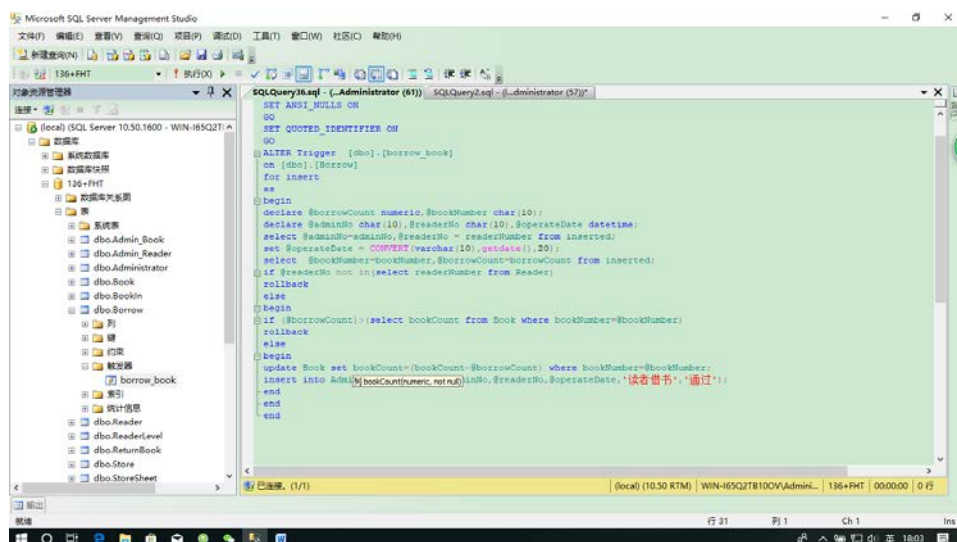 Microsoft SQL Server Management Studio
文件(F) 编辑(E) 查看(V) 查询(Q) 项目(P) 调试(D) 工具(T) 窗口(W) 社区(C) 帮助(H)
新建查询(N)
136+FHT 执行(X)
对象资源管理器
SQLQuery36.sql - (...Administrator (61)) SQLQuery2.sql - (l...dministrator (57))*
连接
(local) (SQL Server 10.50.1600 - WIN-I65Q2T
数据库
系统数据库
数据库快照
136+FHT
数据库关系图
表
系统表
dbo.Admin_Book
dbo.Admin_Reader
dbo.Administrator
dbo.Book
dbo.BookIn
dbo.Borrow
列
键
约束
触发器
borrow_book
索引
统计信息
dbo.Reader
dbo.ReaderLevel
dbo.ReturnBook
dbo.Store
dbo.StoreSheet
SET ANSI_NULLS ON
GO
SET QUOTED_IDENTIFIER ON
GO
ALTER Trigger [dbo].[borrow_book]
on [dbo].[Borrow]
for insert
as
begin
declare @borrowCount numeric,@bookNumber char(10);
declare @adminNo char(10),@readerNo char(10),@operateDate datetime;
select @adminNo=adminNo,@readerNo = readerNumber from inserted;
set @operateDate = CONVERT(varchar(10),getdate(),20);
select @bookNumber=bookNumber,@borrowCount=borrowCount from inserted;
if @readerNo not in(select readerNumber from Reader)
rollback
else
begin
if (@borrowCount)>(select bookCount from Book where bookNumber=@bookNumber)
rollback
else
begin
update Book set bookCount=(bookCount-@borrowCount) where bookNumber=@bookNumber;
insert into Admi bookCount(numeric, not null) inNo,@readerNo,@operateDate,'读者借书','通过');
end
end
end
已连接。(1/1) (local) (10.50 RTM) WIN-I65Q2TB10OV\Admini... 136+FHT 00:00:00 0 行
输出
就绪 行 31 列 1 Ch 1 Ins
英 18:03